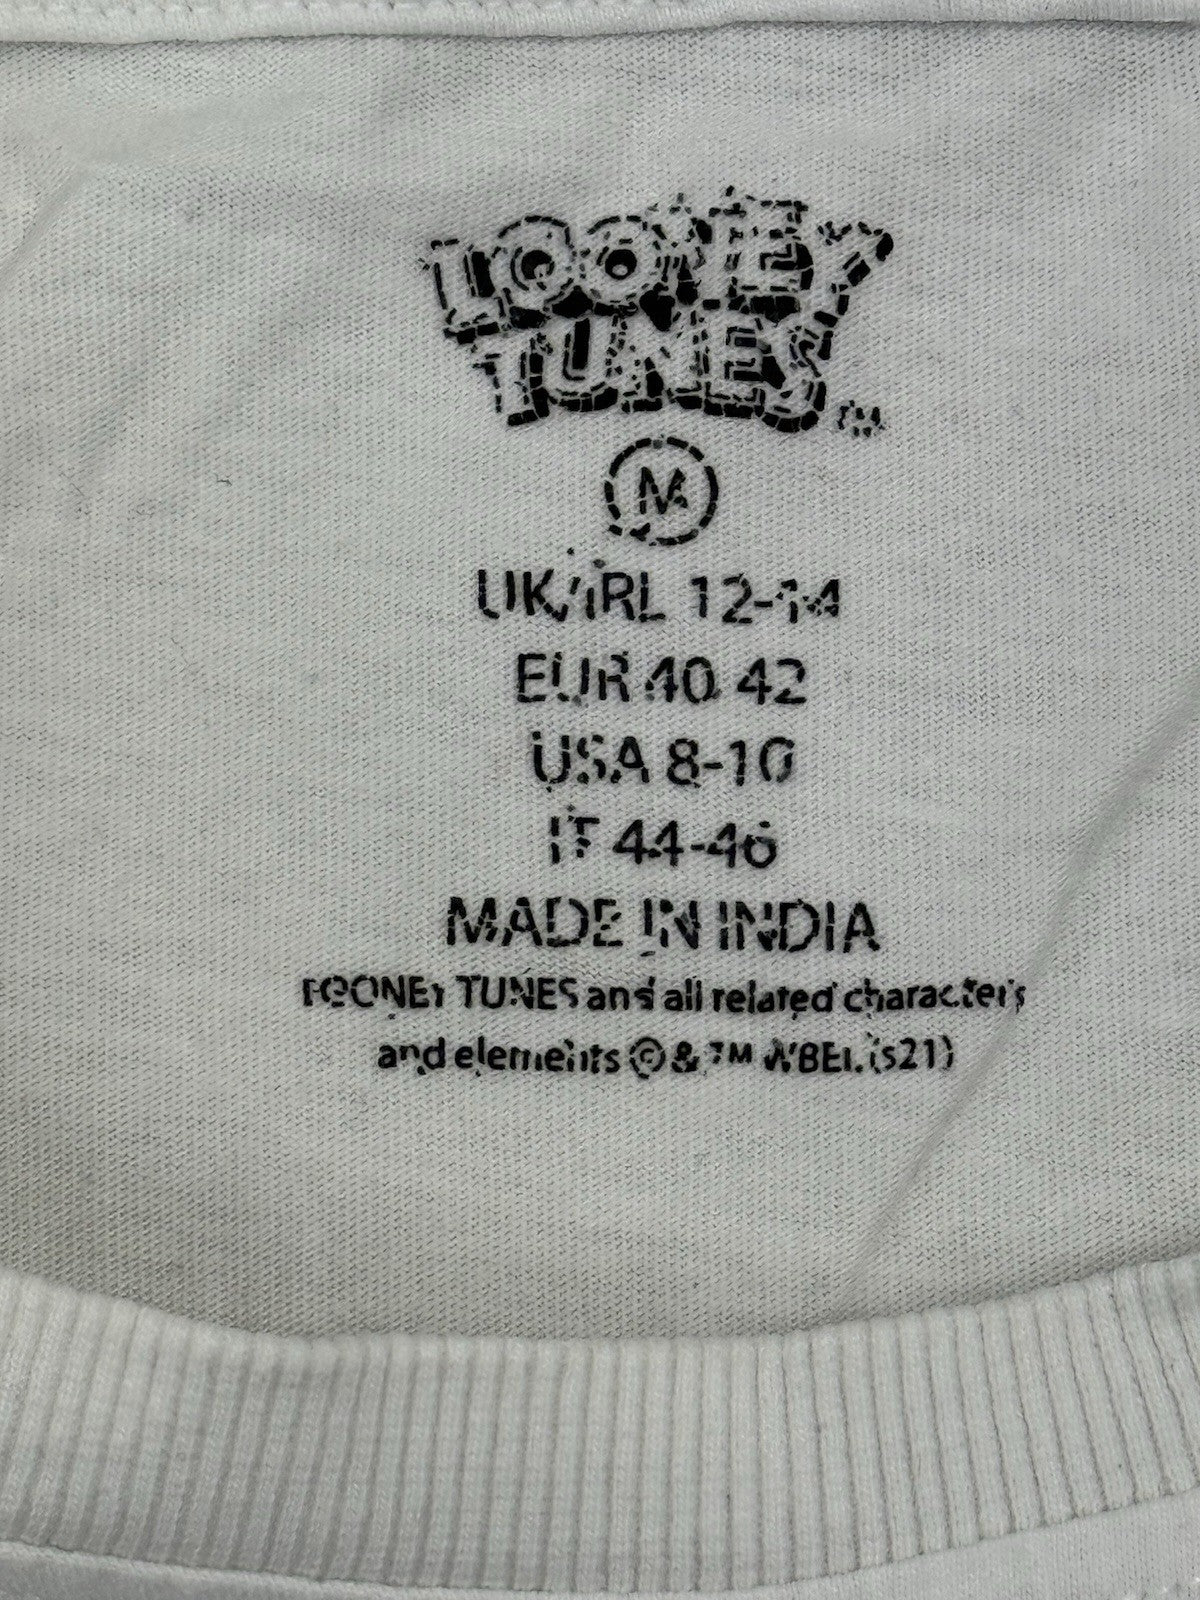 LOONEY
TUNES
TM
M
UK/IRL 12-14
EUR 40-42
USA 8-10
IT 44-46
MADE IN INDIA
LOONEY TUNES and all related characters
and elements © & ™ WBEI. (s21)